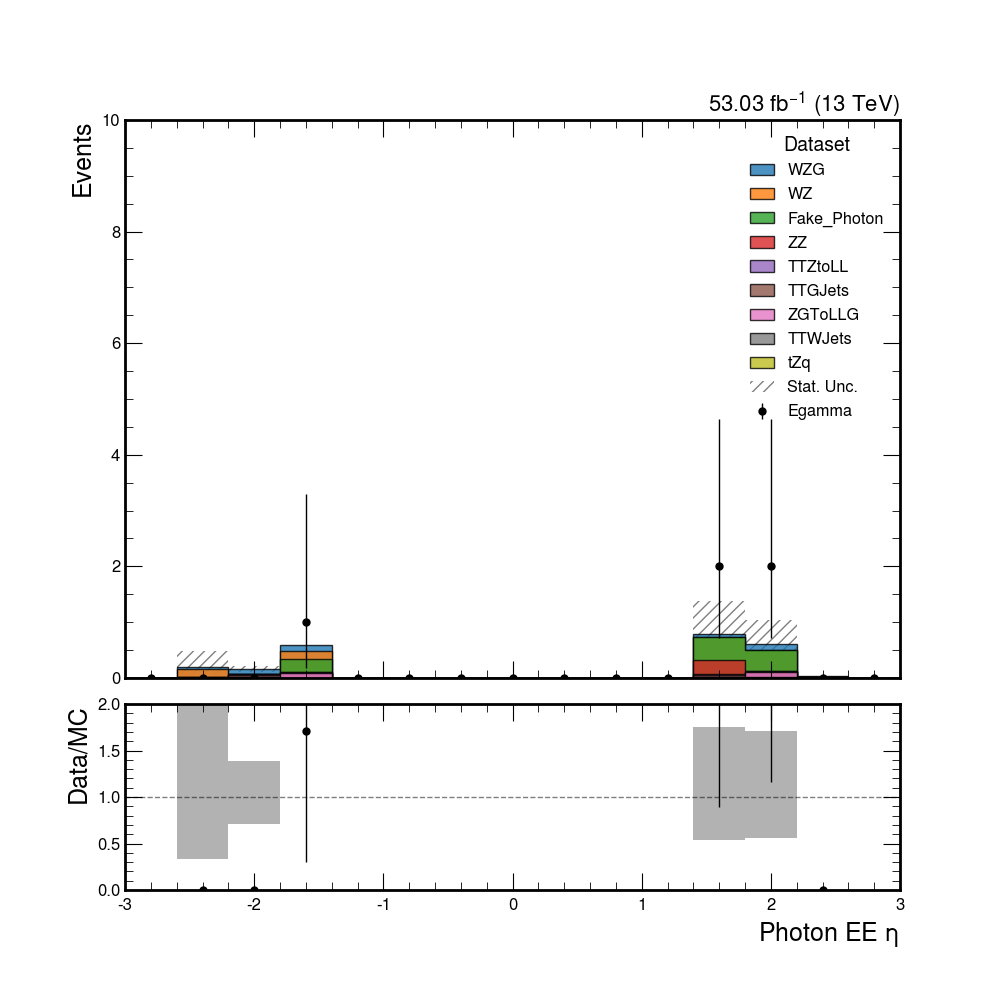 53.03 fb⁻¹ (13 TeV)
Events
10
8
6
4
2
0
Dataset
WZG
WZ
Fake_Photon
ZZ
TTZtoLL
TTGJets
ZGToLLG
TTWJets
tZq
Stat. Unc.
Egamma
Data/MC
2.0
1.5
1.0
0.5
0.0
-3 -2 -1 0 1 2 3
Photon EE η